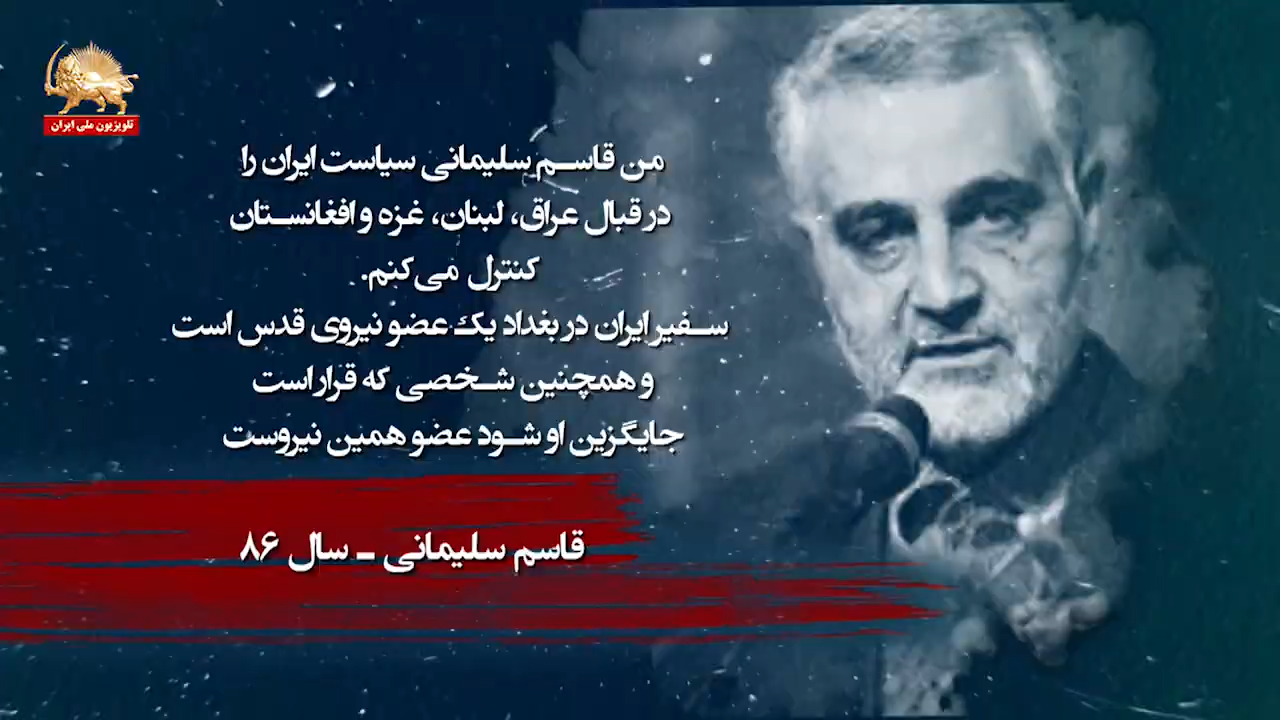 تلویزیون ملی ایران
من قاسم سلیمانی سیاست ایران را
در قبال عراق، لبنان، غزه و افغانستان
کنترل می‌کنم.
سفیر ایران در بغداد یک عضو نیروی قدس است
و همچنین شخصی که قرار است
جایگزین او شود عضو همین نیروست
قاسم سلیمانی - سال ۸۶